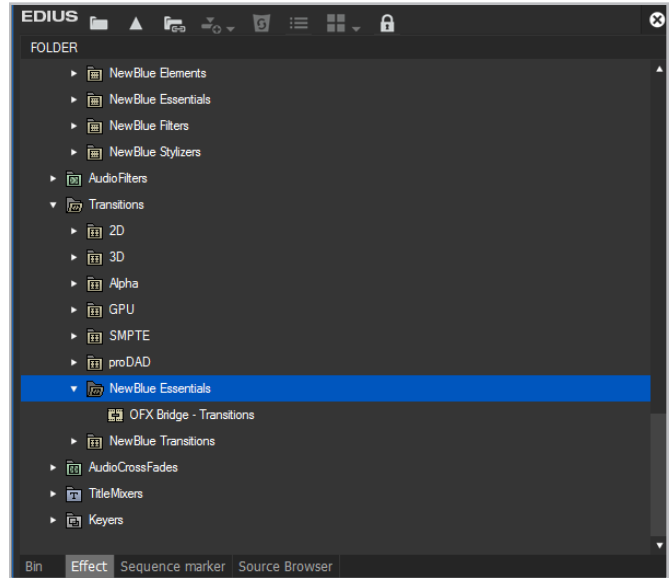 EDIUS
FOLDER
NewBlue Elements
NewBlue Essentials
NewBlue Filters
NewBlue Stylizers
AudioFilters
Transitions
2D
3D
Alpha
GPU
SMPTE
proDAD
NewBlue Essentials
OFX Bridge - Transitions
NewBlue Transitions
AudioCrossFades
TitleMixers
Keyers
Bin Effect Sequence marker Source Browser